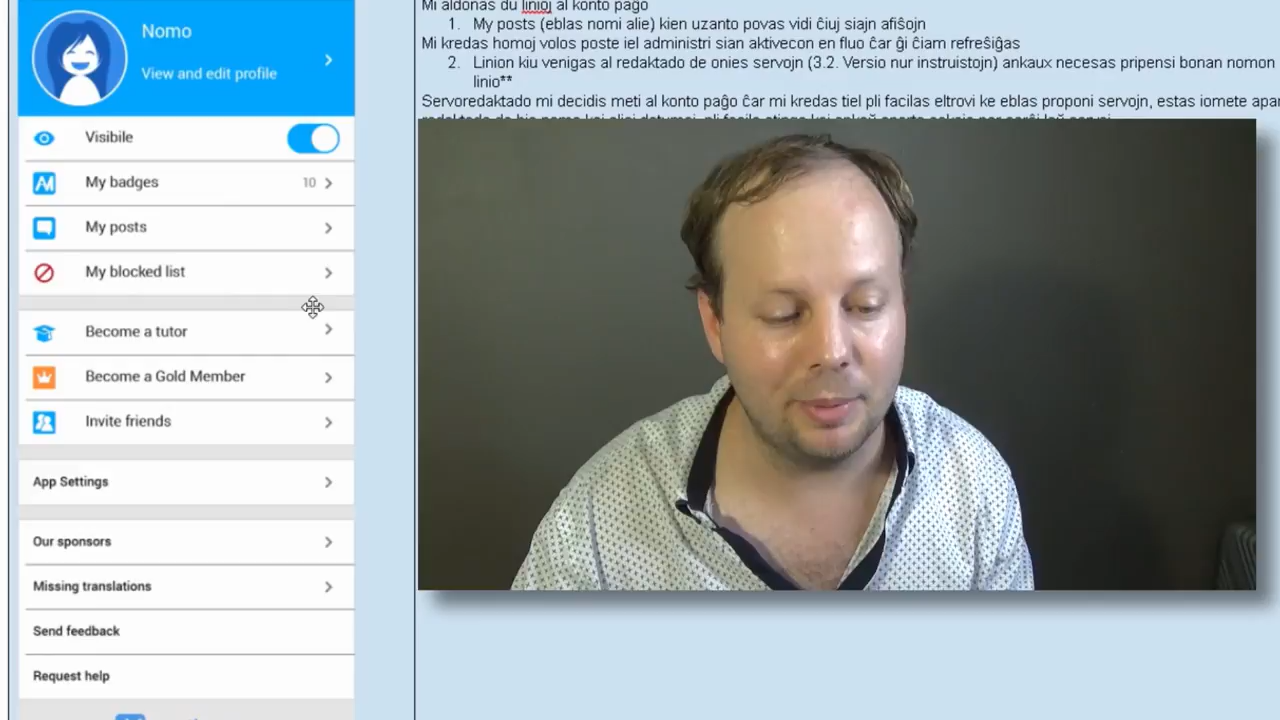 Nomo
View and edit profile
Visibile
My badges 10
My posts
My blocked list
Become a tutor
Become a Gold Member
Invite friends
App Settings
Our sponsors
Missing translations
Send feedback
Request help
Mi aldonas du linioj al konto paĝo
1. My posts (eblas nomi alie) kien uzanto povas vidi ĉiuj siajn afiŝojn
Mi kredas homoj volos poste iel administri sian aktivecon en fluo ĉar ĝi ĉiam refreŝiĝas
2. Linion kiu venigas al redaktado de onies servojn (3.2. Versio nur instruistojn) ankaux necesas pripensi bonan nomon
linio**
Servoredaktado mi decidis meti al konto paĝo ĉar mi kredas tiel pli facilas eltrovi ke eblas proponi servojn, estas iomete apar